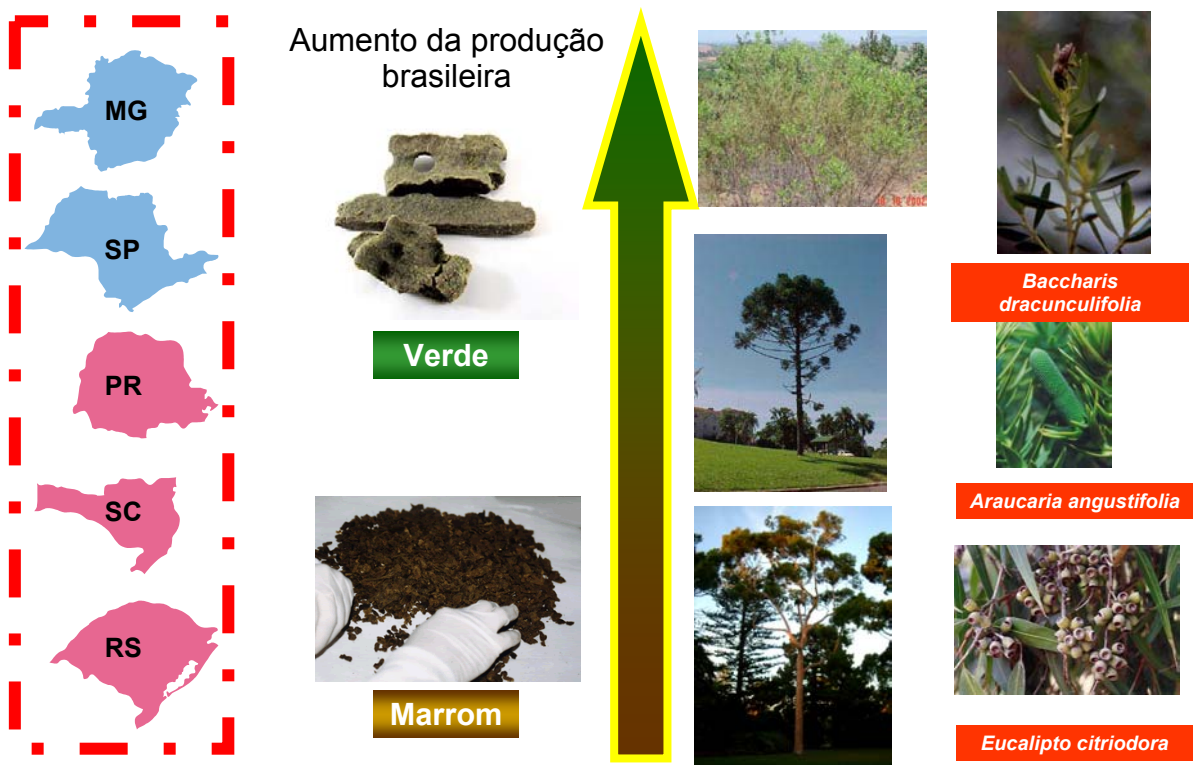 Aumento da produção
brasileira
MG
SP
PR
SC
RS
Verde
Marrom
Baccharis
dracunculifolia
Araucaria angustifolia
Eucalipto citriodora